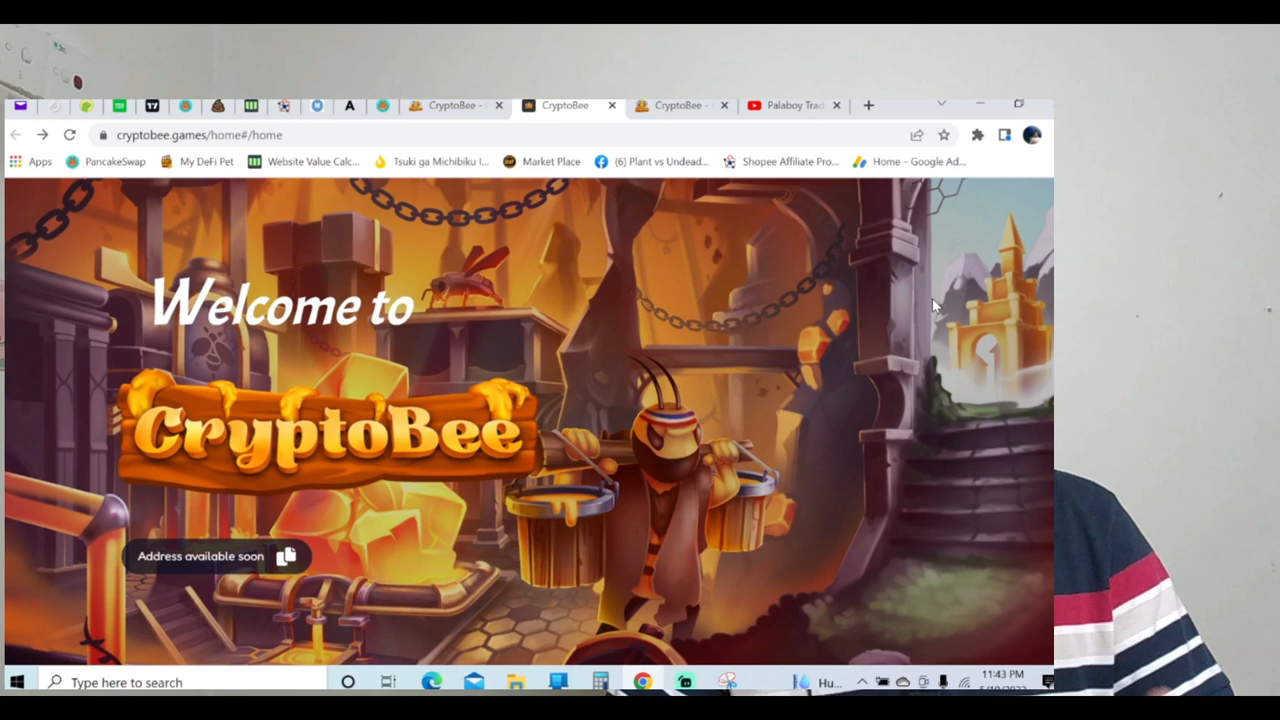 CryptoBee -
CryptoBee
CryptoBee -
Palaboy Trad
cryptobee.games/home#/home
Apps
PancakeSwap
My DeFi Pet
Website Value Calc...
Tsuki ga Michibiku I...
Market Place
(6) Plant vs Undead...
Shopee Affiliate Pro...
Home – Google Ad...
Welcome to
CryptoBee
Address available soon
Type here to search
Hu...
11:43 PM